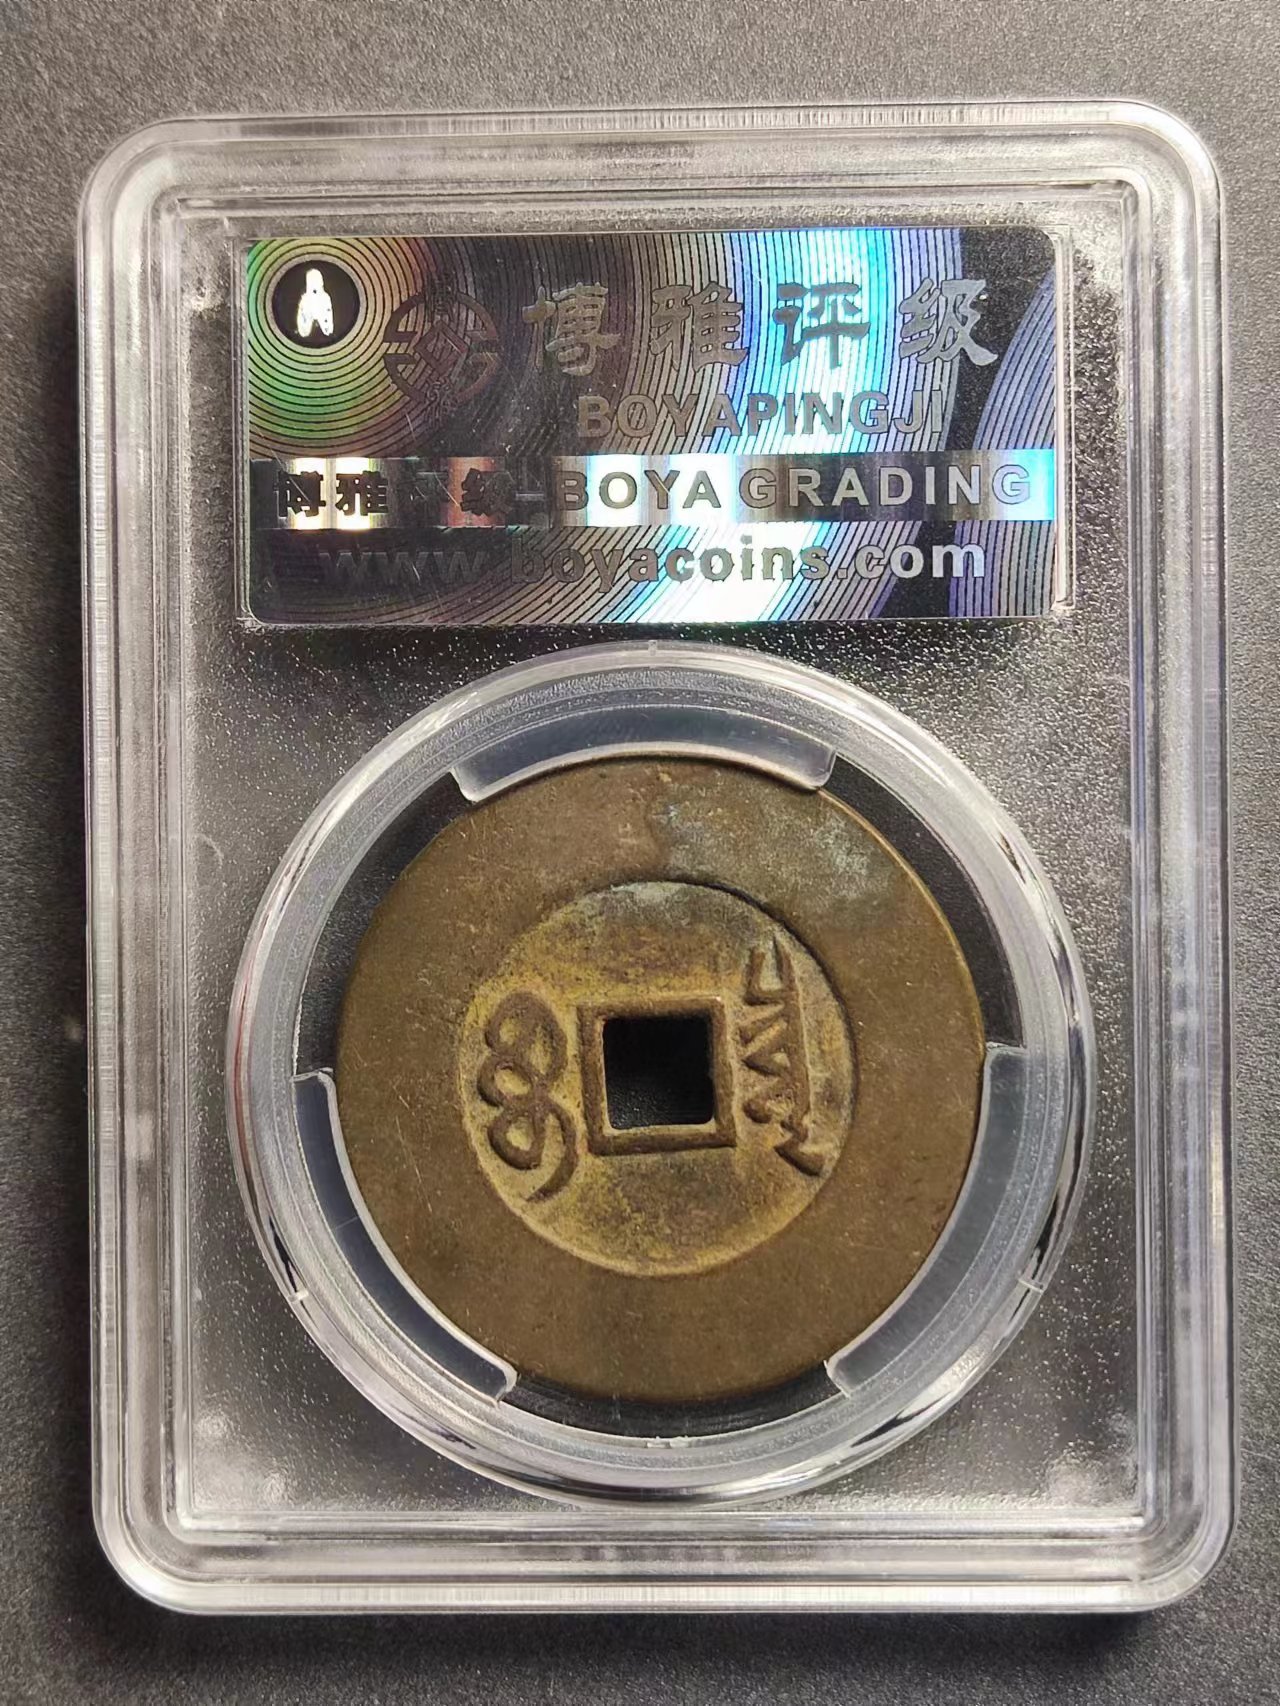 博雅评级
BOYAPINGJI
博雅评级-BOYA GRADING
www.boyacoins.com